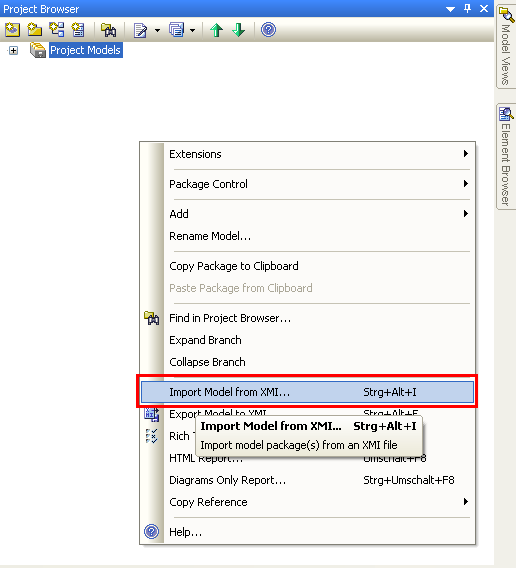 Project Browser
Project Models
Model Views
Element Browser
Extensions
Package Control
Add
Rename Model...
Copy Package to Clipboard
Paste Package from Clipboard
Find in Project Browser...
Expand Branch
Collapse Branch
Import Model from XMI... Strg+Alt+I
Export Model to XMI
Import Model from XMI... Strg+Alt+I
Rich
Import model package(s) from an XMI file
HTML Report... Umschalt+F8
Diagrams Only Report... Strg+Umschalt+F8
Copy Reference
Help...